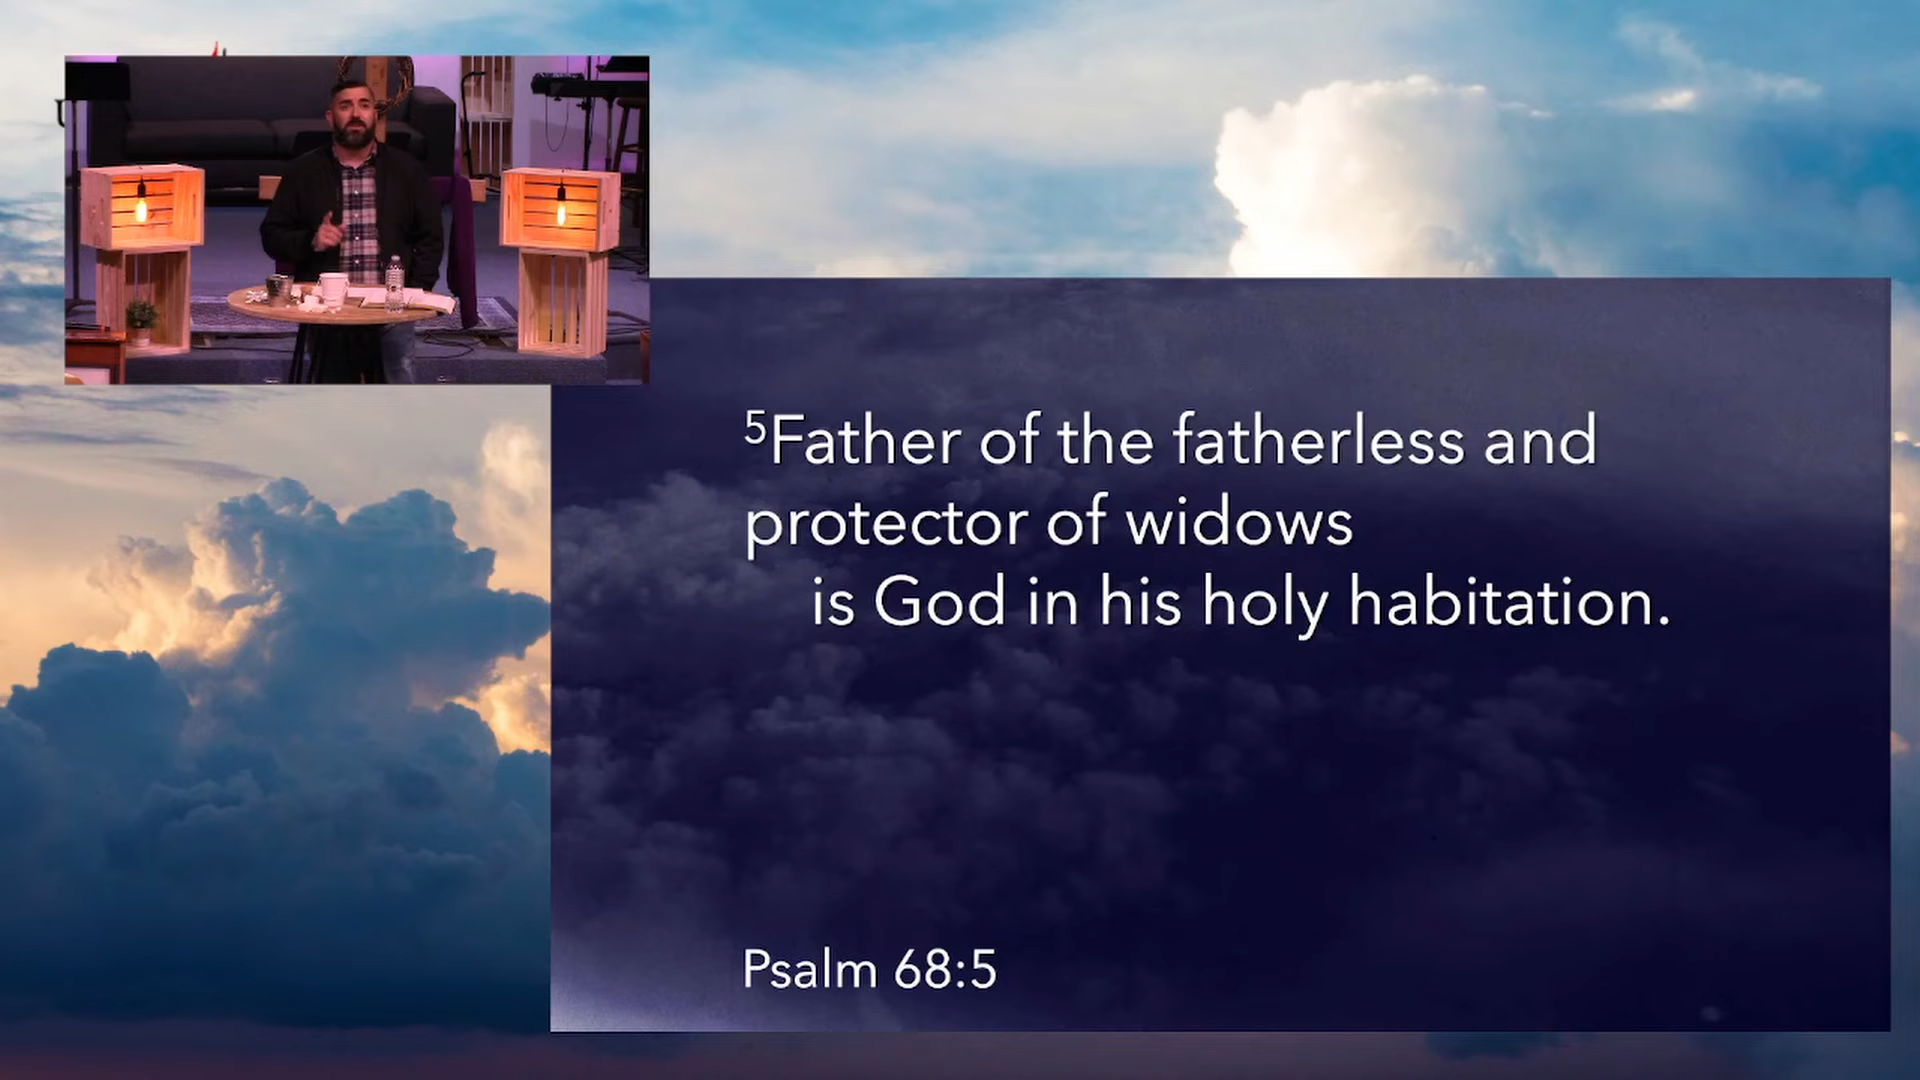 ⁵Father of the fatherless and
protector of widows
is God in his holy habitation.
Psalm 68:5